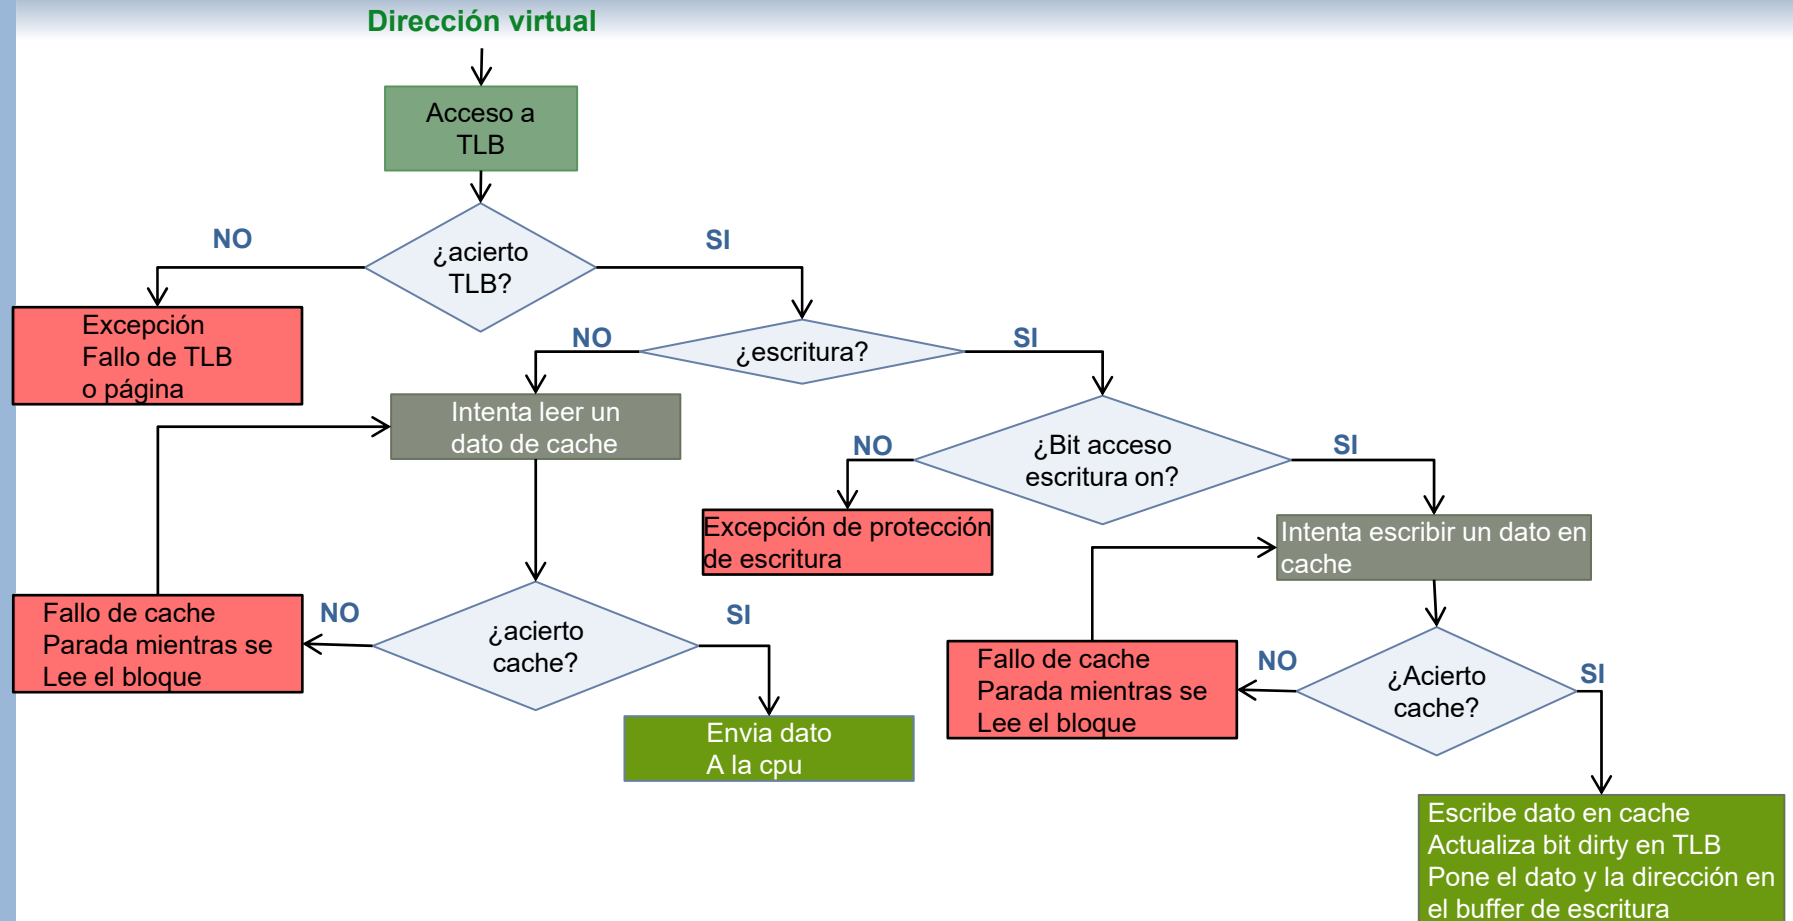 Dirección virtual
Acceso a
TLB
NO
SI
¿acierto
TLB?
Excepción
Fallo de TLB
o página
NO
SI
¿escritura?
Intenta leer un
dato de cache
NO
SI
¿Bit acceso
escritura on?
Excepción de protección
de escritura
Intenta escribir un dato en
cache
Fallo de cache
Parada mientras se
Lee el bloque
NO
SI
¿acierto
cache?
Fallo de cache
Parada mientras se
Lee el bloque
NO
SI
¿Acierto
cache?
Envia dato
A la cpu
Escribe dato en cache
Actualiza bit dirty en TLB
Pone el dato y la dirección en
el buffer de escritura